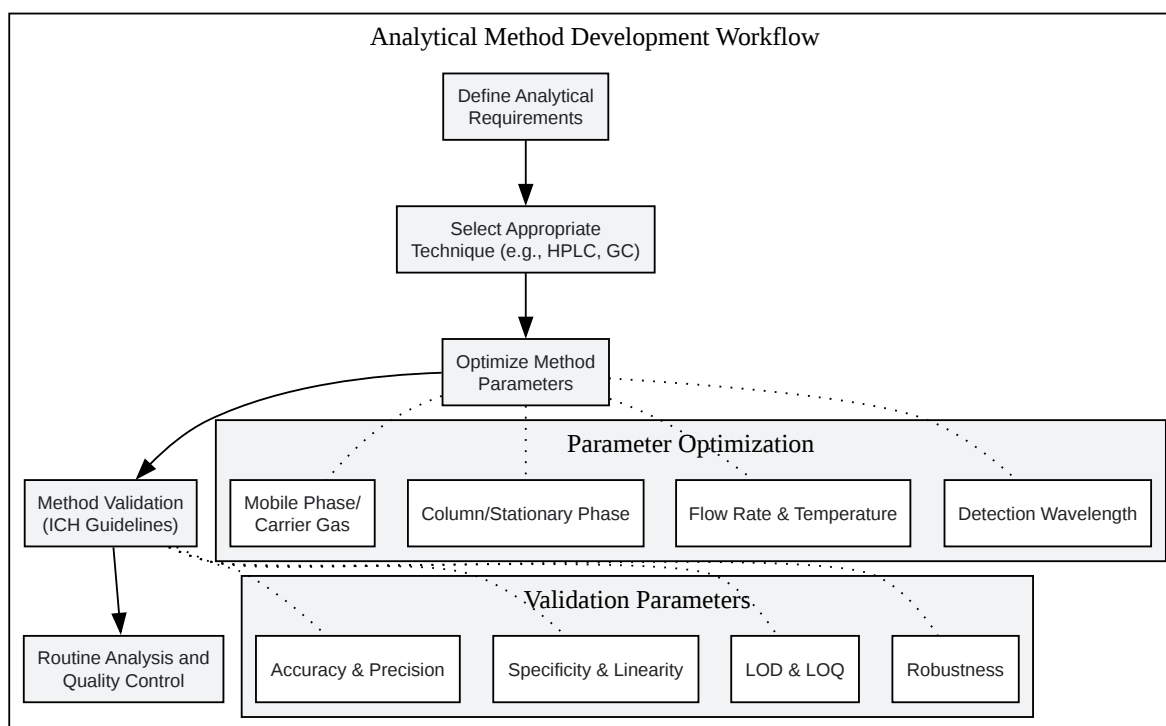 Analytical Method Development Workflow
Define Analytical
Requirements
Select Appropriate
Technique (e.g., HPLC, GC)
Optimize Method
Parameters
Parameter Optimization
Mobile Phase/
Carrier Gas
Column/Stationary Phase
Flow Rate & Temperature
Detection Wavelength
Method Validation
(ICH Guidelines)
Validation Parameters
Accuracy & Precision
Specificity & Linearity
LOD & LOQ
Robustness
Routine Analysis and
Quality Control